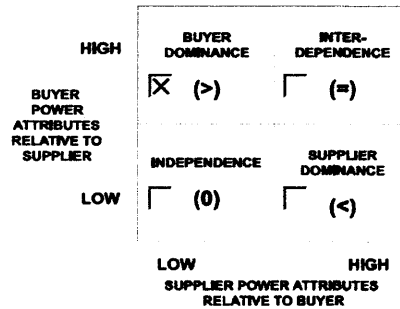 HIGH
BUYER
DOMINANCE
(>)
INTER-
DEPENDENCE
(=)
BUYER
POWER
ATTRIBUTES
RELATIVE TO
SUPPLIER
INDEPENDENCE
(0)
SUPPLIER
DOMINANCE
(<)
LOW
LOW
HIGH
SUPPLIER POWER ATTRIBUTES
RELATIVE TO BUYER